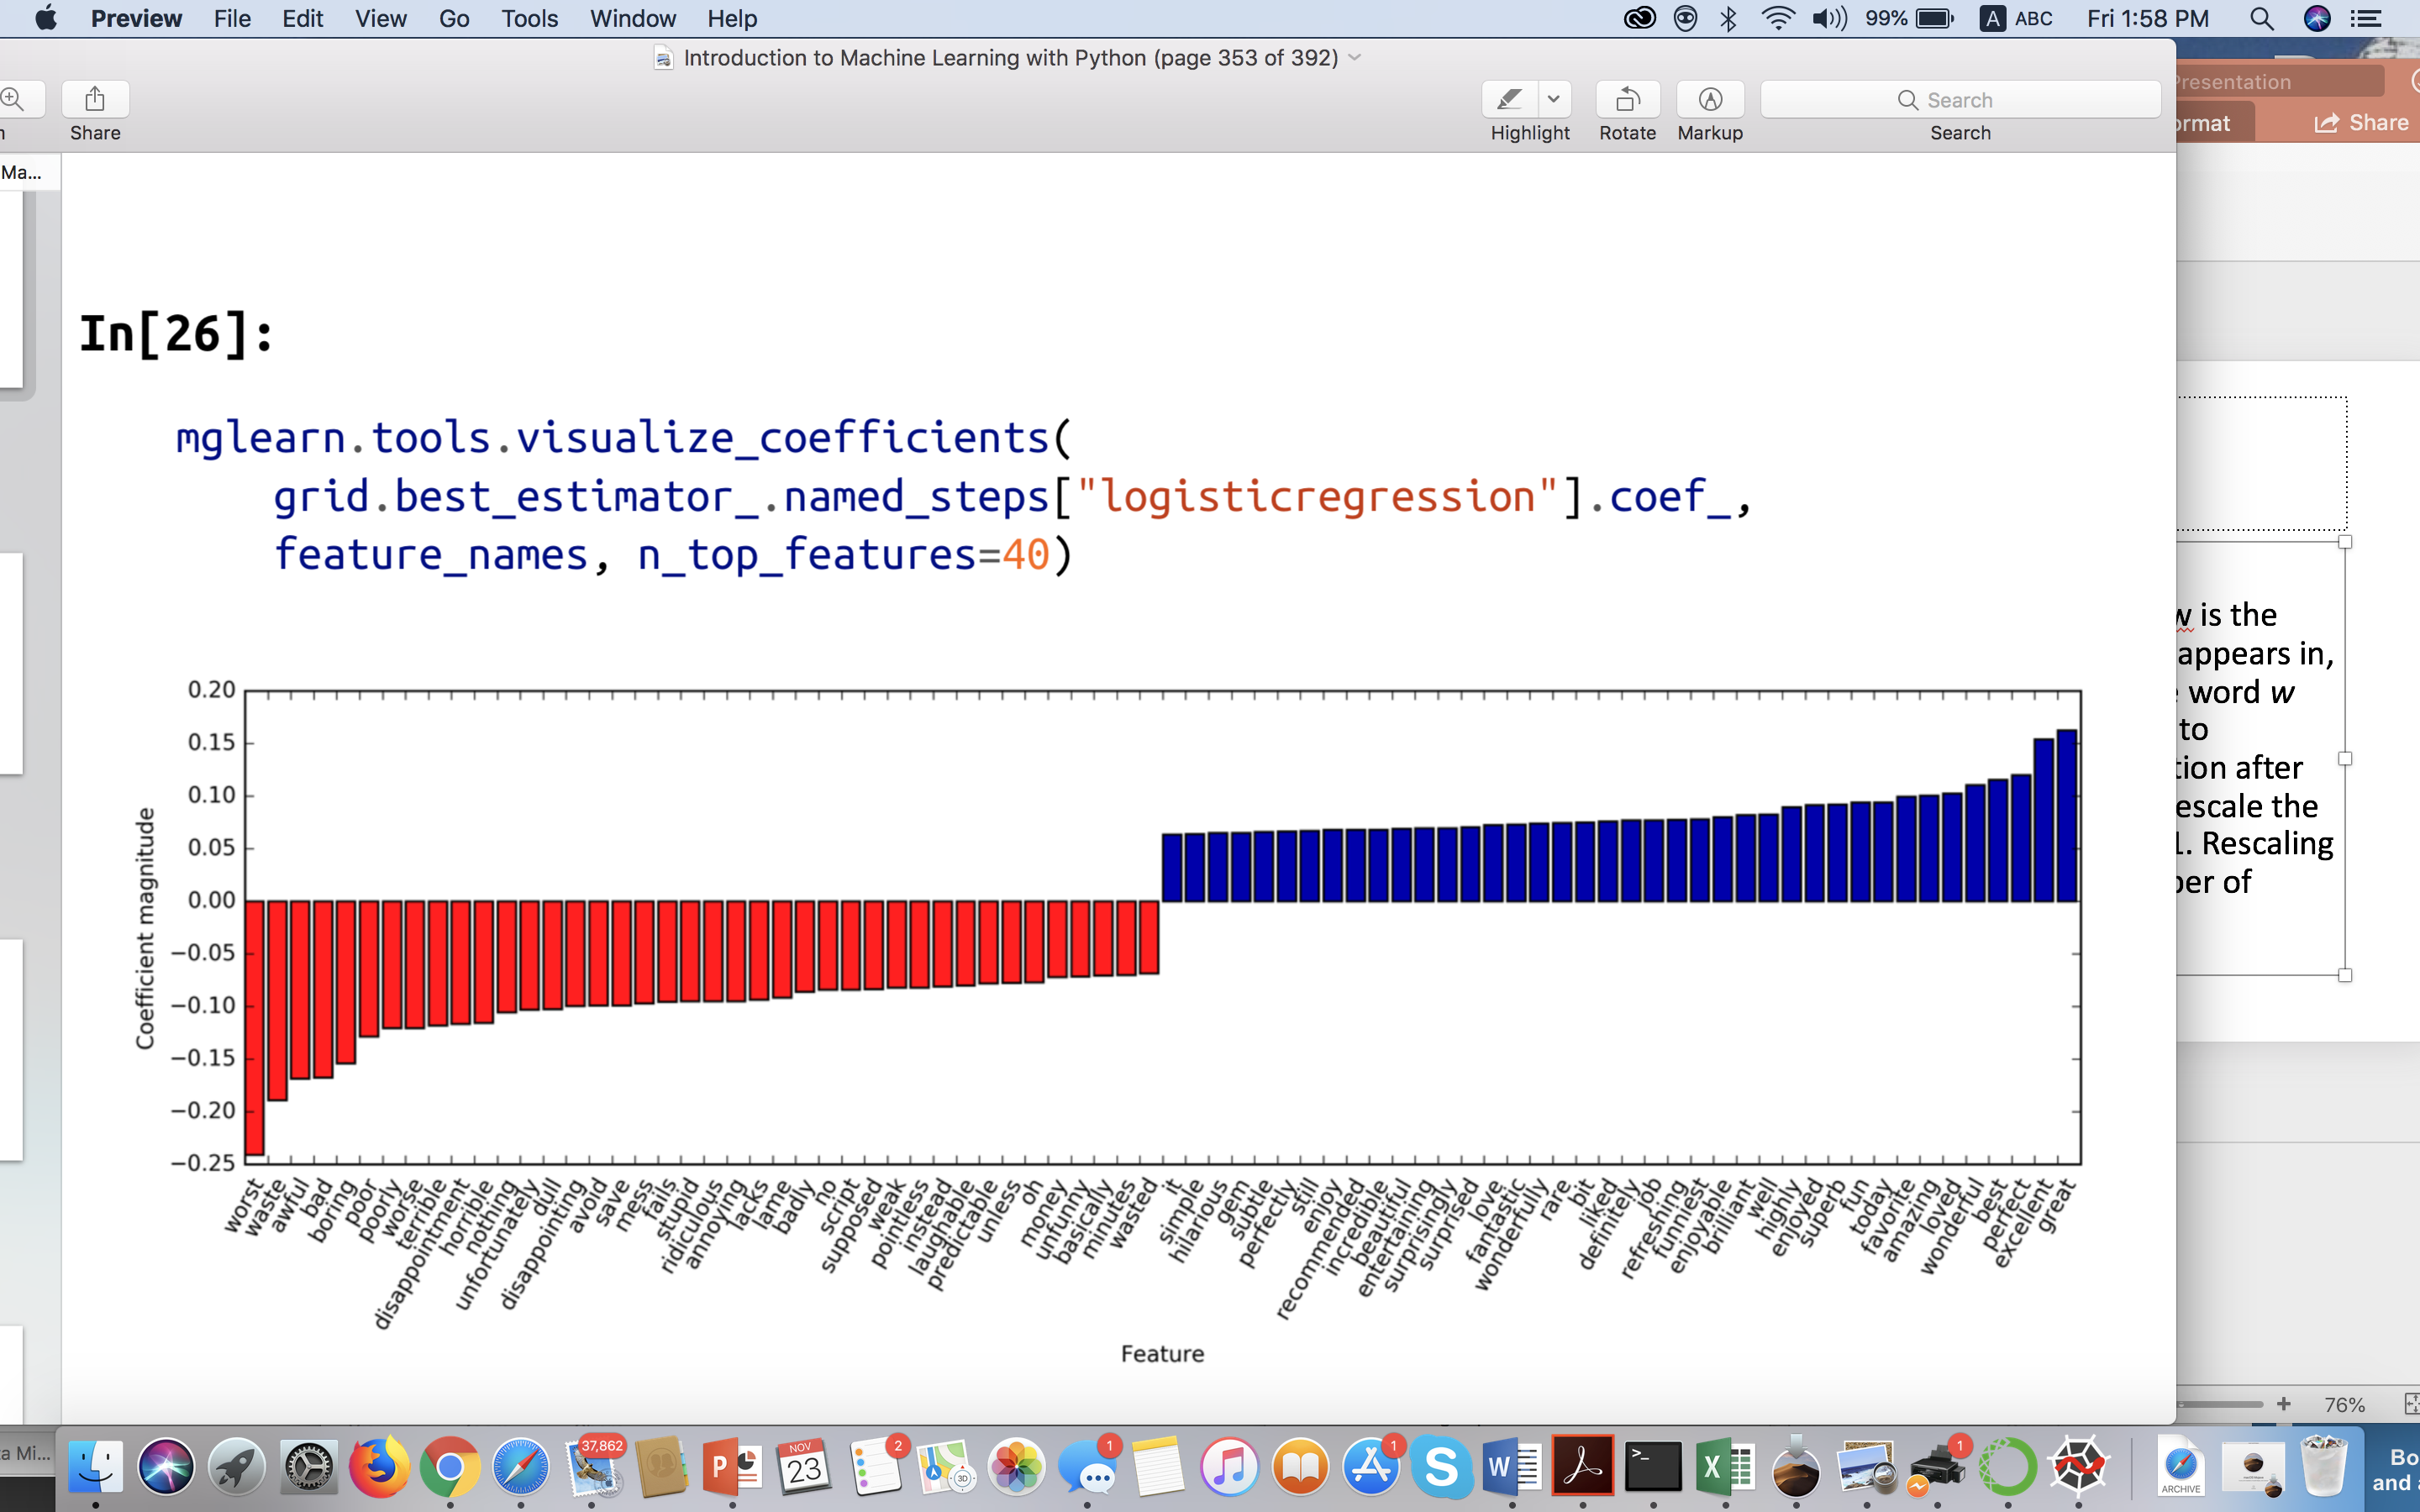 Preview File Edit View Go Tools Window Help 99% A ABC Fri 1:58 PM
Introduction to Machine Learning with Python (page 353 of 392)
Presentation
Search
Share Highlight Rotate Markup Search
Share
Ma...
In[26]:
mglearn.tools.visualize_coefficients(
grid.best_estimator_.named_steps["logisticregression"].coef_,
feature_names, n_top_features=40)
w is the
appears in,
word w
to
tion after
escale the
1. Rescaling
ber of
Coefficient magnitude
0.20
0.15
0.10
0.05
0.00
−0.05
−0.10
−0.15
−0.20
−0.25
worst
waste
awful
bad
boring
poor
poorly
worse
terrible
disappointment
horrible
nothing
unfortunately
dull
disappointing
avoid
save
mess
fails
stupid
ridiculous
annoying
lacks
lame
badly
no
script
supposed
weak
pointless
instead
laughable
predictable
unless
oh
money
unfunny
basically
minutes
wasted
it
simple
hilarious
gem
subtle
perfectly
still
enjoy
recommended
incredible
beautiful
entertaining
surprisingly
surprised
love
fantastic
wonderfully
rare
bit
liked
definitely
job
refreshing
funniest
enjoyable
brilliant
well
highly
enjoyed
superb
fun
today
favorite
amazing
loved
wonderful
best
perfect
excellent
great
Feature
76%
37,862
NOV
23
2
3D
1
1
1
ARCHIVE
a Mi...
Bo
and a